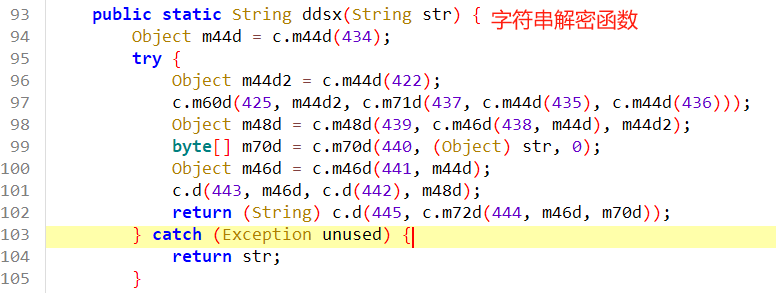 93 public static String ddsx(String str) { 字符串解密函数
94 Object m44d = c.m44d(434);
95 try {
96 Object m44d2 = c.m44d(422);
97 c.m60d(425, m44d2, c.m71d(437, c.m44d(435), c.m44d(436)));
98 Object m48d = c.m48d(439, c.m46d(438, m44d), m44d2);
99 byte[] m70d = c.m70d(440, (Object) str, 0);
100 Object m46d = c.m46d(441, m44d);
101 c.d(443, m46d, c.d(442), m48d);
102 return (String) c.d(445, c.m72d(444, m46d, m70d));
103 } catch (Exception unused) {
104 return str;
105 }